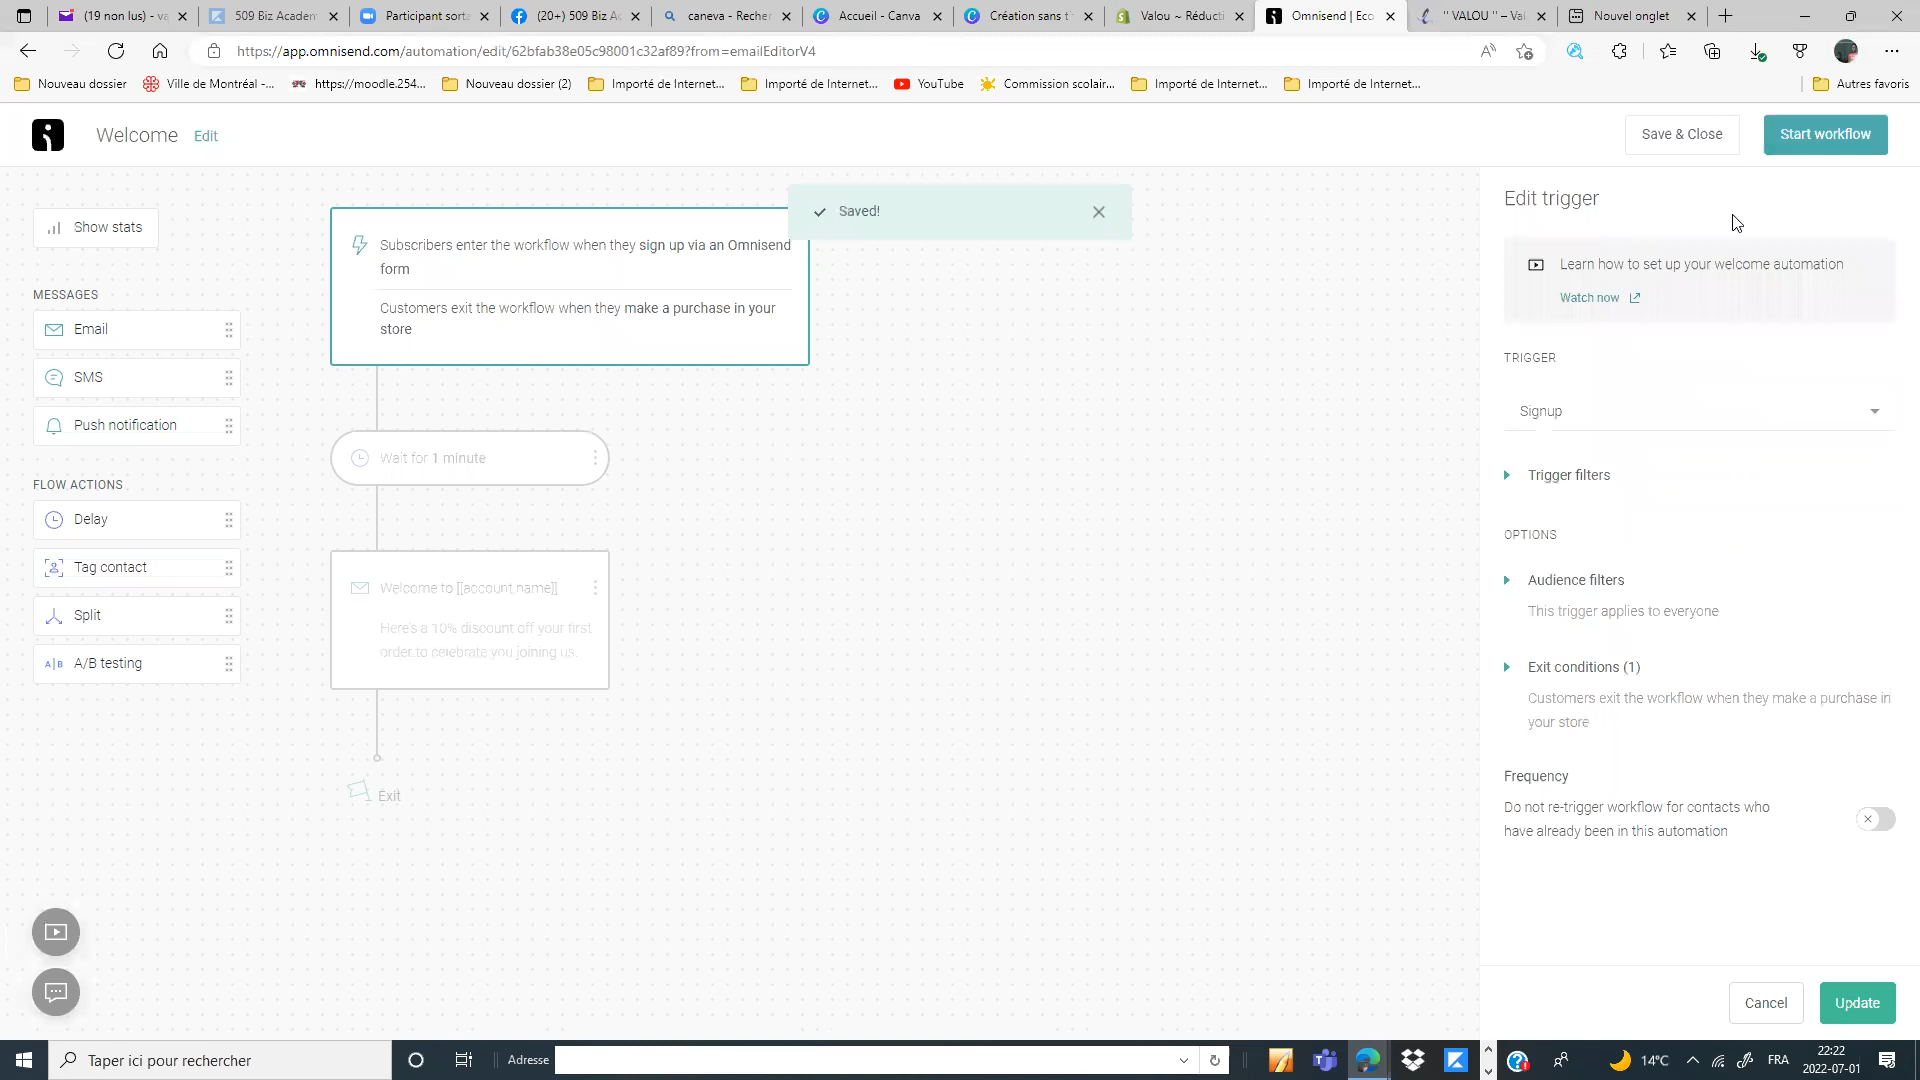 (19 non lus) - va
509 Biz Academ
Participant sorta
(20+) 509 Biz Ac
caneva - Recher
Accueil - Canva
Création sans ti
Valou ~ Réducti
Omnisend | Eco
" VALOU " – Val
Nouvel onglet
https://app.omnisend.com/automation/edit/62bfab38e05c98001c32af89?from=emailEditorV4
Nouveau dossier
Ville de Montréal -...
https://moodle.254...
Nouveau dossier (2)
Importé de Internet...
Importé de Internet...
YouTube
Commission scolair...
Importé de Internet...
Importé de Internet...
Autres favoris
Welcome Edit
Save & Close
Start workflow
Show stats
MESSAGES
Email
SMS
Push notification
FLOW ACTIONS
Delay
Tag contact
Split
A|B A/B testing
Saved!
Subscribers enter the workflow when they sign up via an Omnisend
form
Customers exit the workflow when they make a purchase in your
store
Wait for 1 minute
Welcome to [[account.name]]
Here's a 10% discount off your first
order to celebrate you joining us.
Exit
Edit trigger
Learn how to set up your welcome automation
Watch now
TRIGGER
Signup
Trigger filters
OPTIONS
Audience filters
This trigger applies to everyone
Exit conditions (1)
Customers exit the workflow when they make a purchase in
your store
Frequency
Do not re-trigger workflow for contacts who
have already been in this automation
Cancel
Update
Taper ici pour rechercher
Adresse
14°C
FRA
22:22
2022-07-01